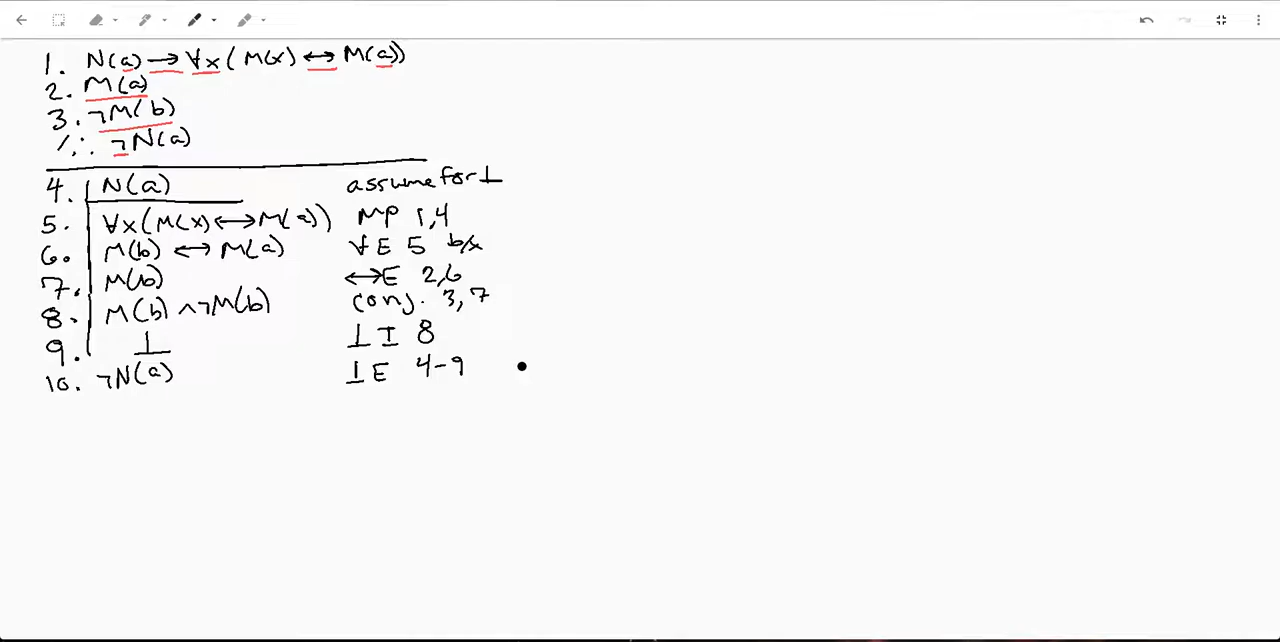 1. N(a) → ∀x(M(x) ↔ M(a))
2. M(a)
3. ¬M(b)
/∴ ¬N(a)
4. N(a) assume for ⊥
5. ∀x(M(x) ↔ M(a)) MP 1,4
6. M(b) ↔ M(a) ∀E 5 b/x
7. M(b) ↔E 2,6
8. M(b) ∧ ¬M(b) conj. 3,7
9. ⊥ ⊥I 8
10. ¬N(a) ⊥E 4-9